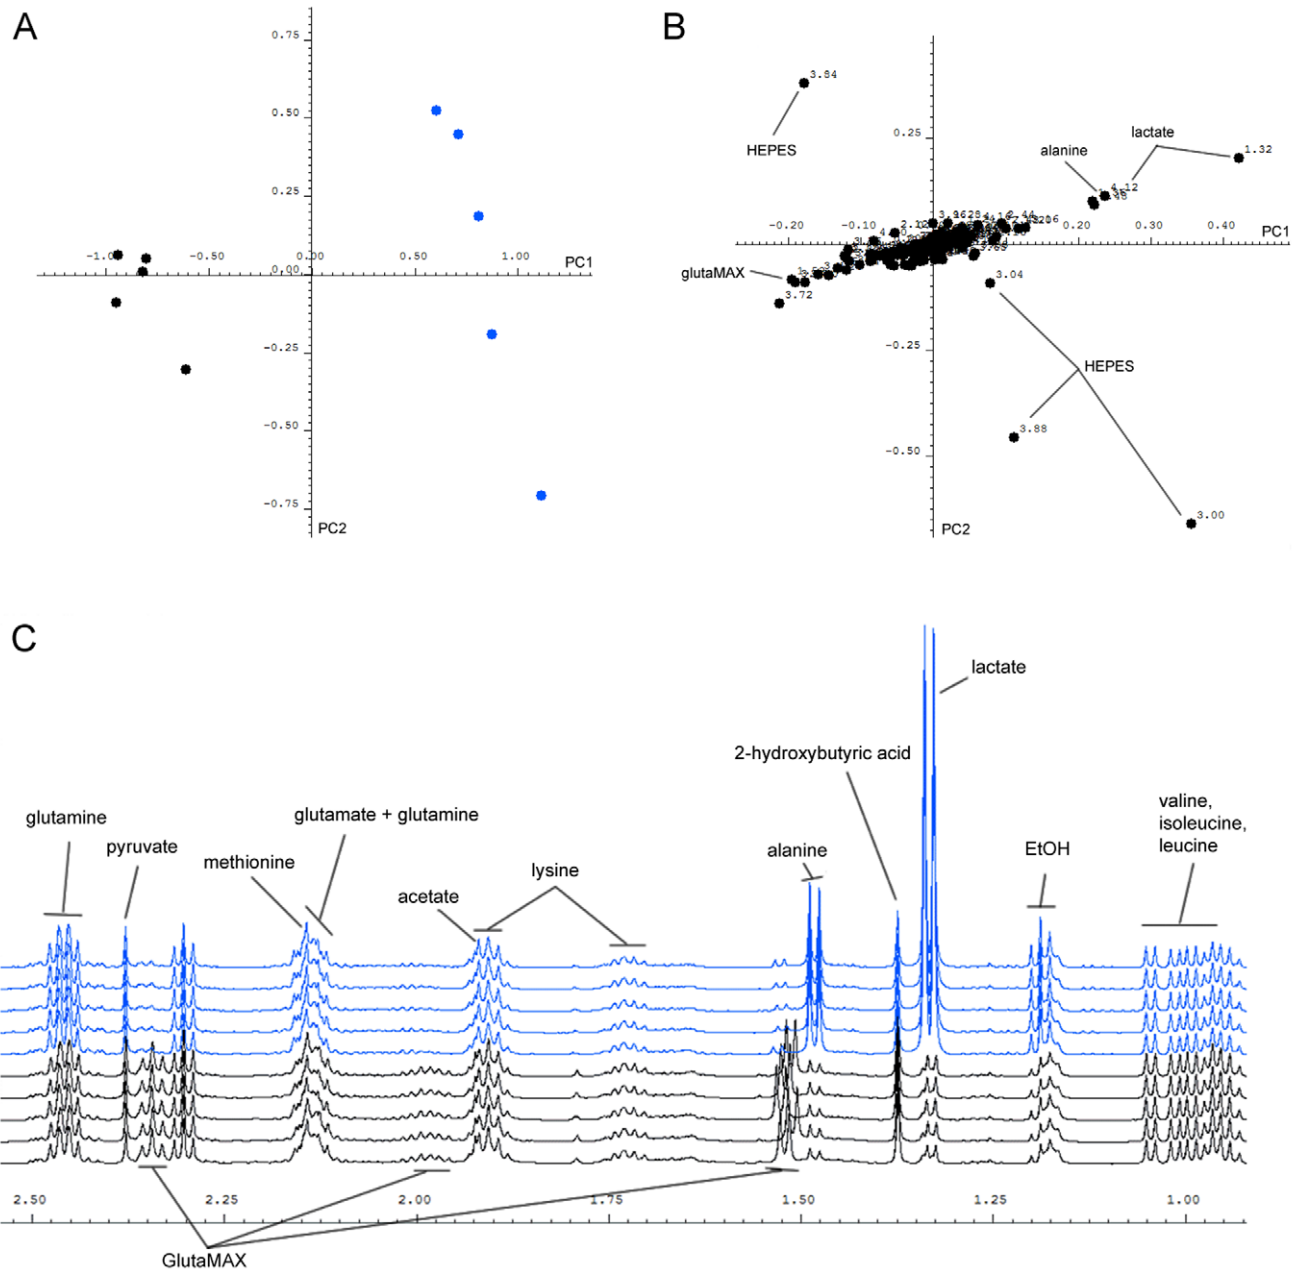 A
0.75
0.50
0.25
-1.0
-0.50
0.00
0.50
1.00
PC1
0.00
-0.25
-0.50
-0.75
PC2
B
3.84
HEPES
0.25
alanine
lactate
1.32
4.12
-0.20
-0.10
2.44
0.20
0.30
0.40
PC1
glutaMAX
3.72
3.04
-0.25
HEPES
3.88
-0.50
3.00
PC2
C
lactate
2-hydroxybutyric acid
glutamine
pyruvate
methionine
glutamate + glutamine
acetate
lysine
alanine
EtOH
valine,
isoleucine,
leucine
2.50
2.25
2.00
1.75
1.50
1.25
1.00
GlutaMAX